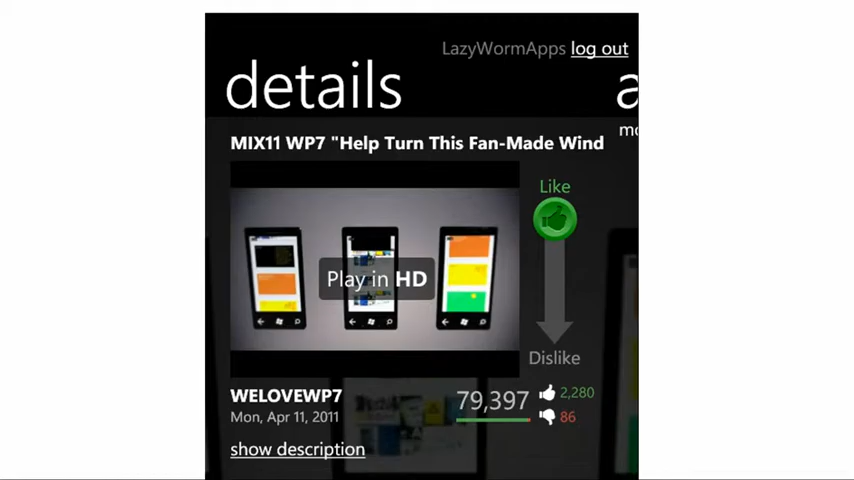 LazyWormApps log out
details
MIX11 WP7 "Help Turn This Fan-Made Wind
Like
Play in HD
Dislike
WELOVEWP7
79,397
2,280
Mon, Apr 11, 2011
86
show description